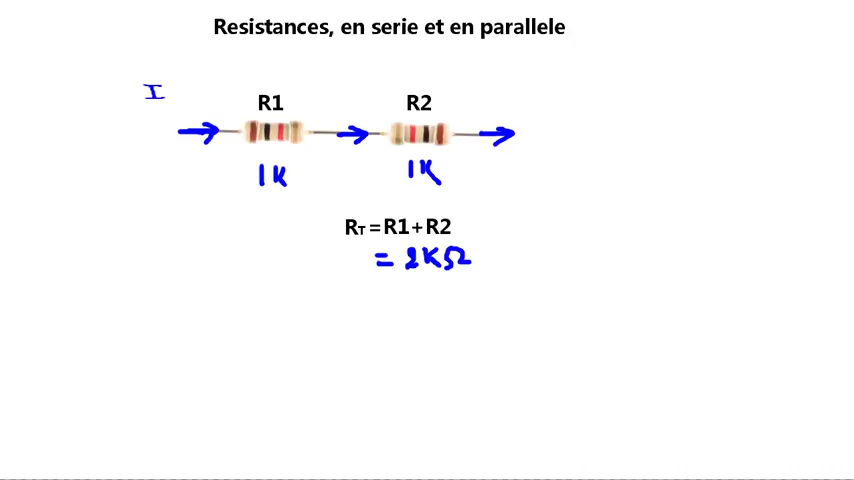 Resistances, en serie et en parallele
I
R1 R2
1K 1K
RT=R1+R2
= 2KΩ